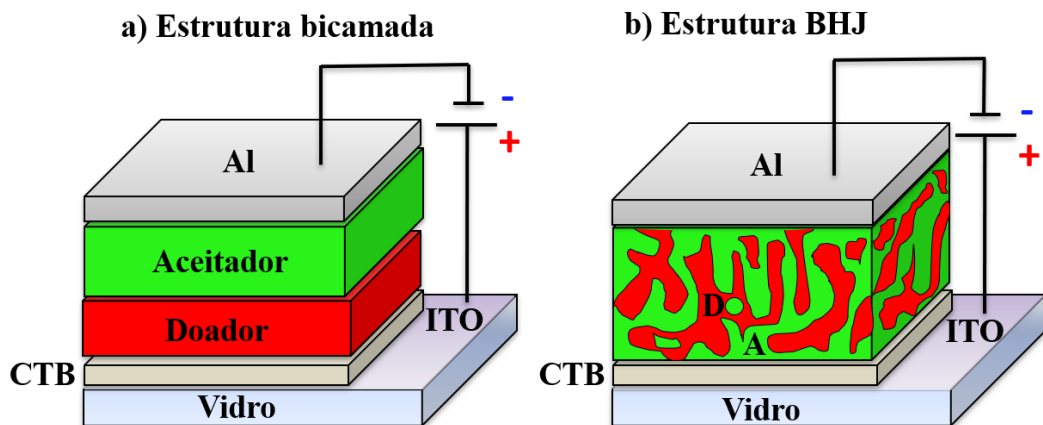 a) Estrutura bicamada
b) Estrutura BHJ
-
+
Al
Aceitador
Doador
ITO
CTB
Vidro
-
+
Al
D
A
ITO
CTB
Vidro